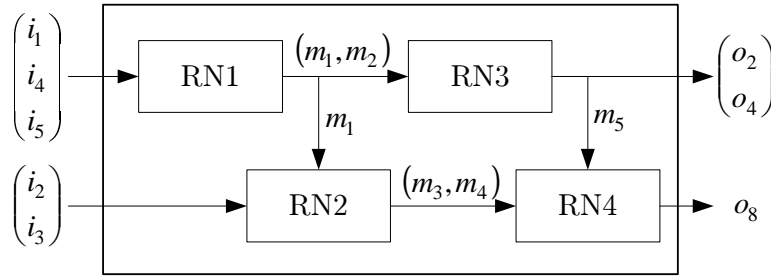 i₁
i₄
i₅
RN1
(m₁, m₂)
RN3
o₂
o₄
m₁
m₅
i₂
i₃
RN2
(m₃, m₄)
RN4
o₈